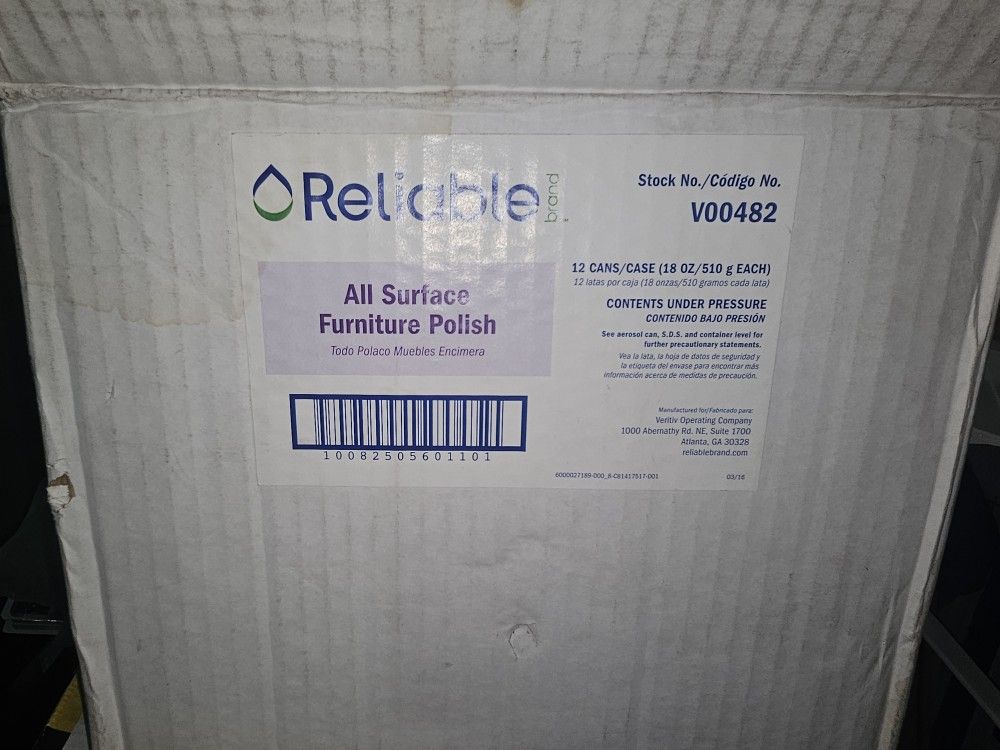 Reliable brand
Stock No./Código No.
V00482
12 CANS/CASE (18 OZ/510 g EACH)
12 latas por caja (18 onzas/510 gramos cada lata)
All Surface
Furniture Polish
Todo Polaco Muebles Encimera
CONTENTS UNDER PRESSURE
CONTENIDO BAJO PRESIÓN
See aerosol can, S.D.S. and container level for
further precautionary statements.
Vea la lata, la hoja de datos de seguridad y
la etiqueta del envase para encontrar más
información acerca de medidas de precaución.
10082505601101
Manufactured for/Fabricado para:
Veritiv Operating Company
1000 Abernathy Rd. NE, Suite 1700
Atlanta, GA 30328
reliablebrand.com
6000027189-000_R-C81417517-001
03/16